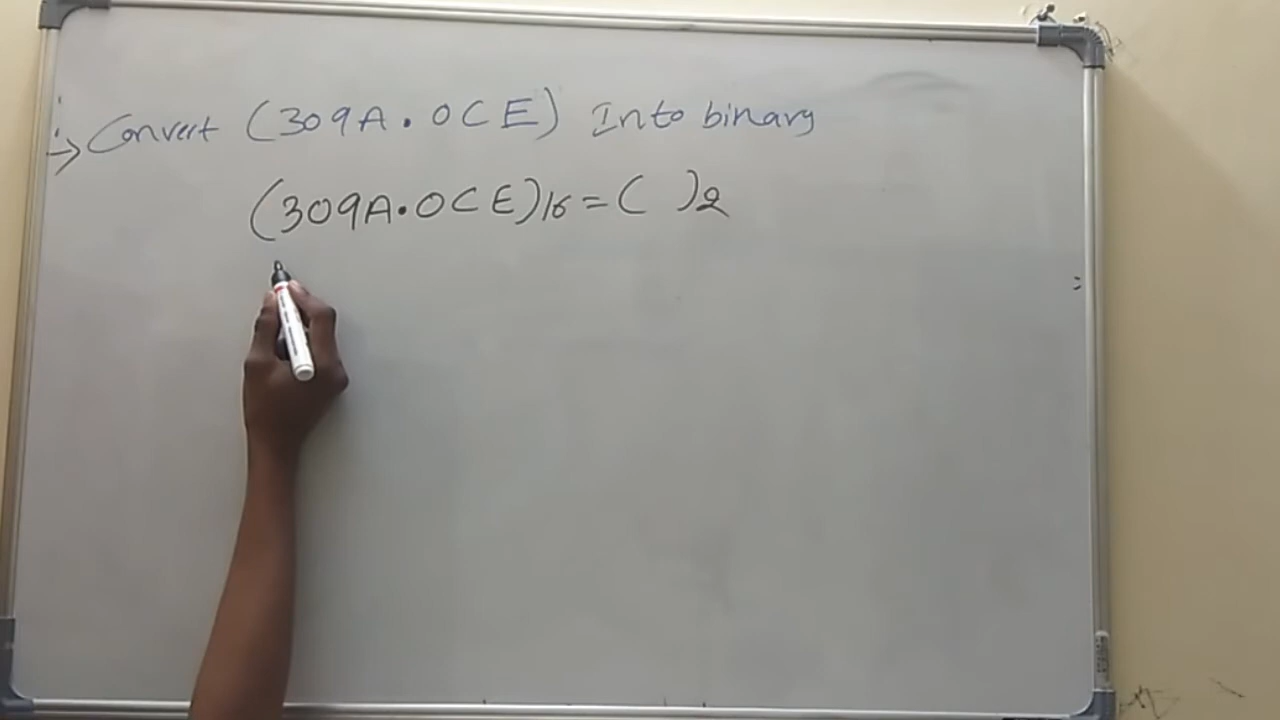 → Convert (309A.0CE) Into binary
(309A.0CE)16 = ( )2